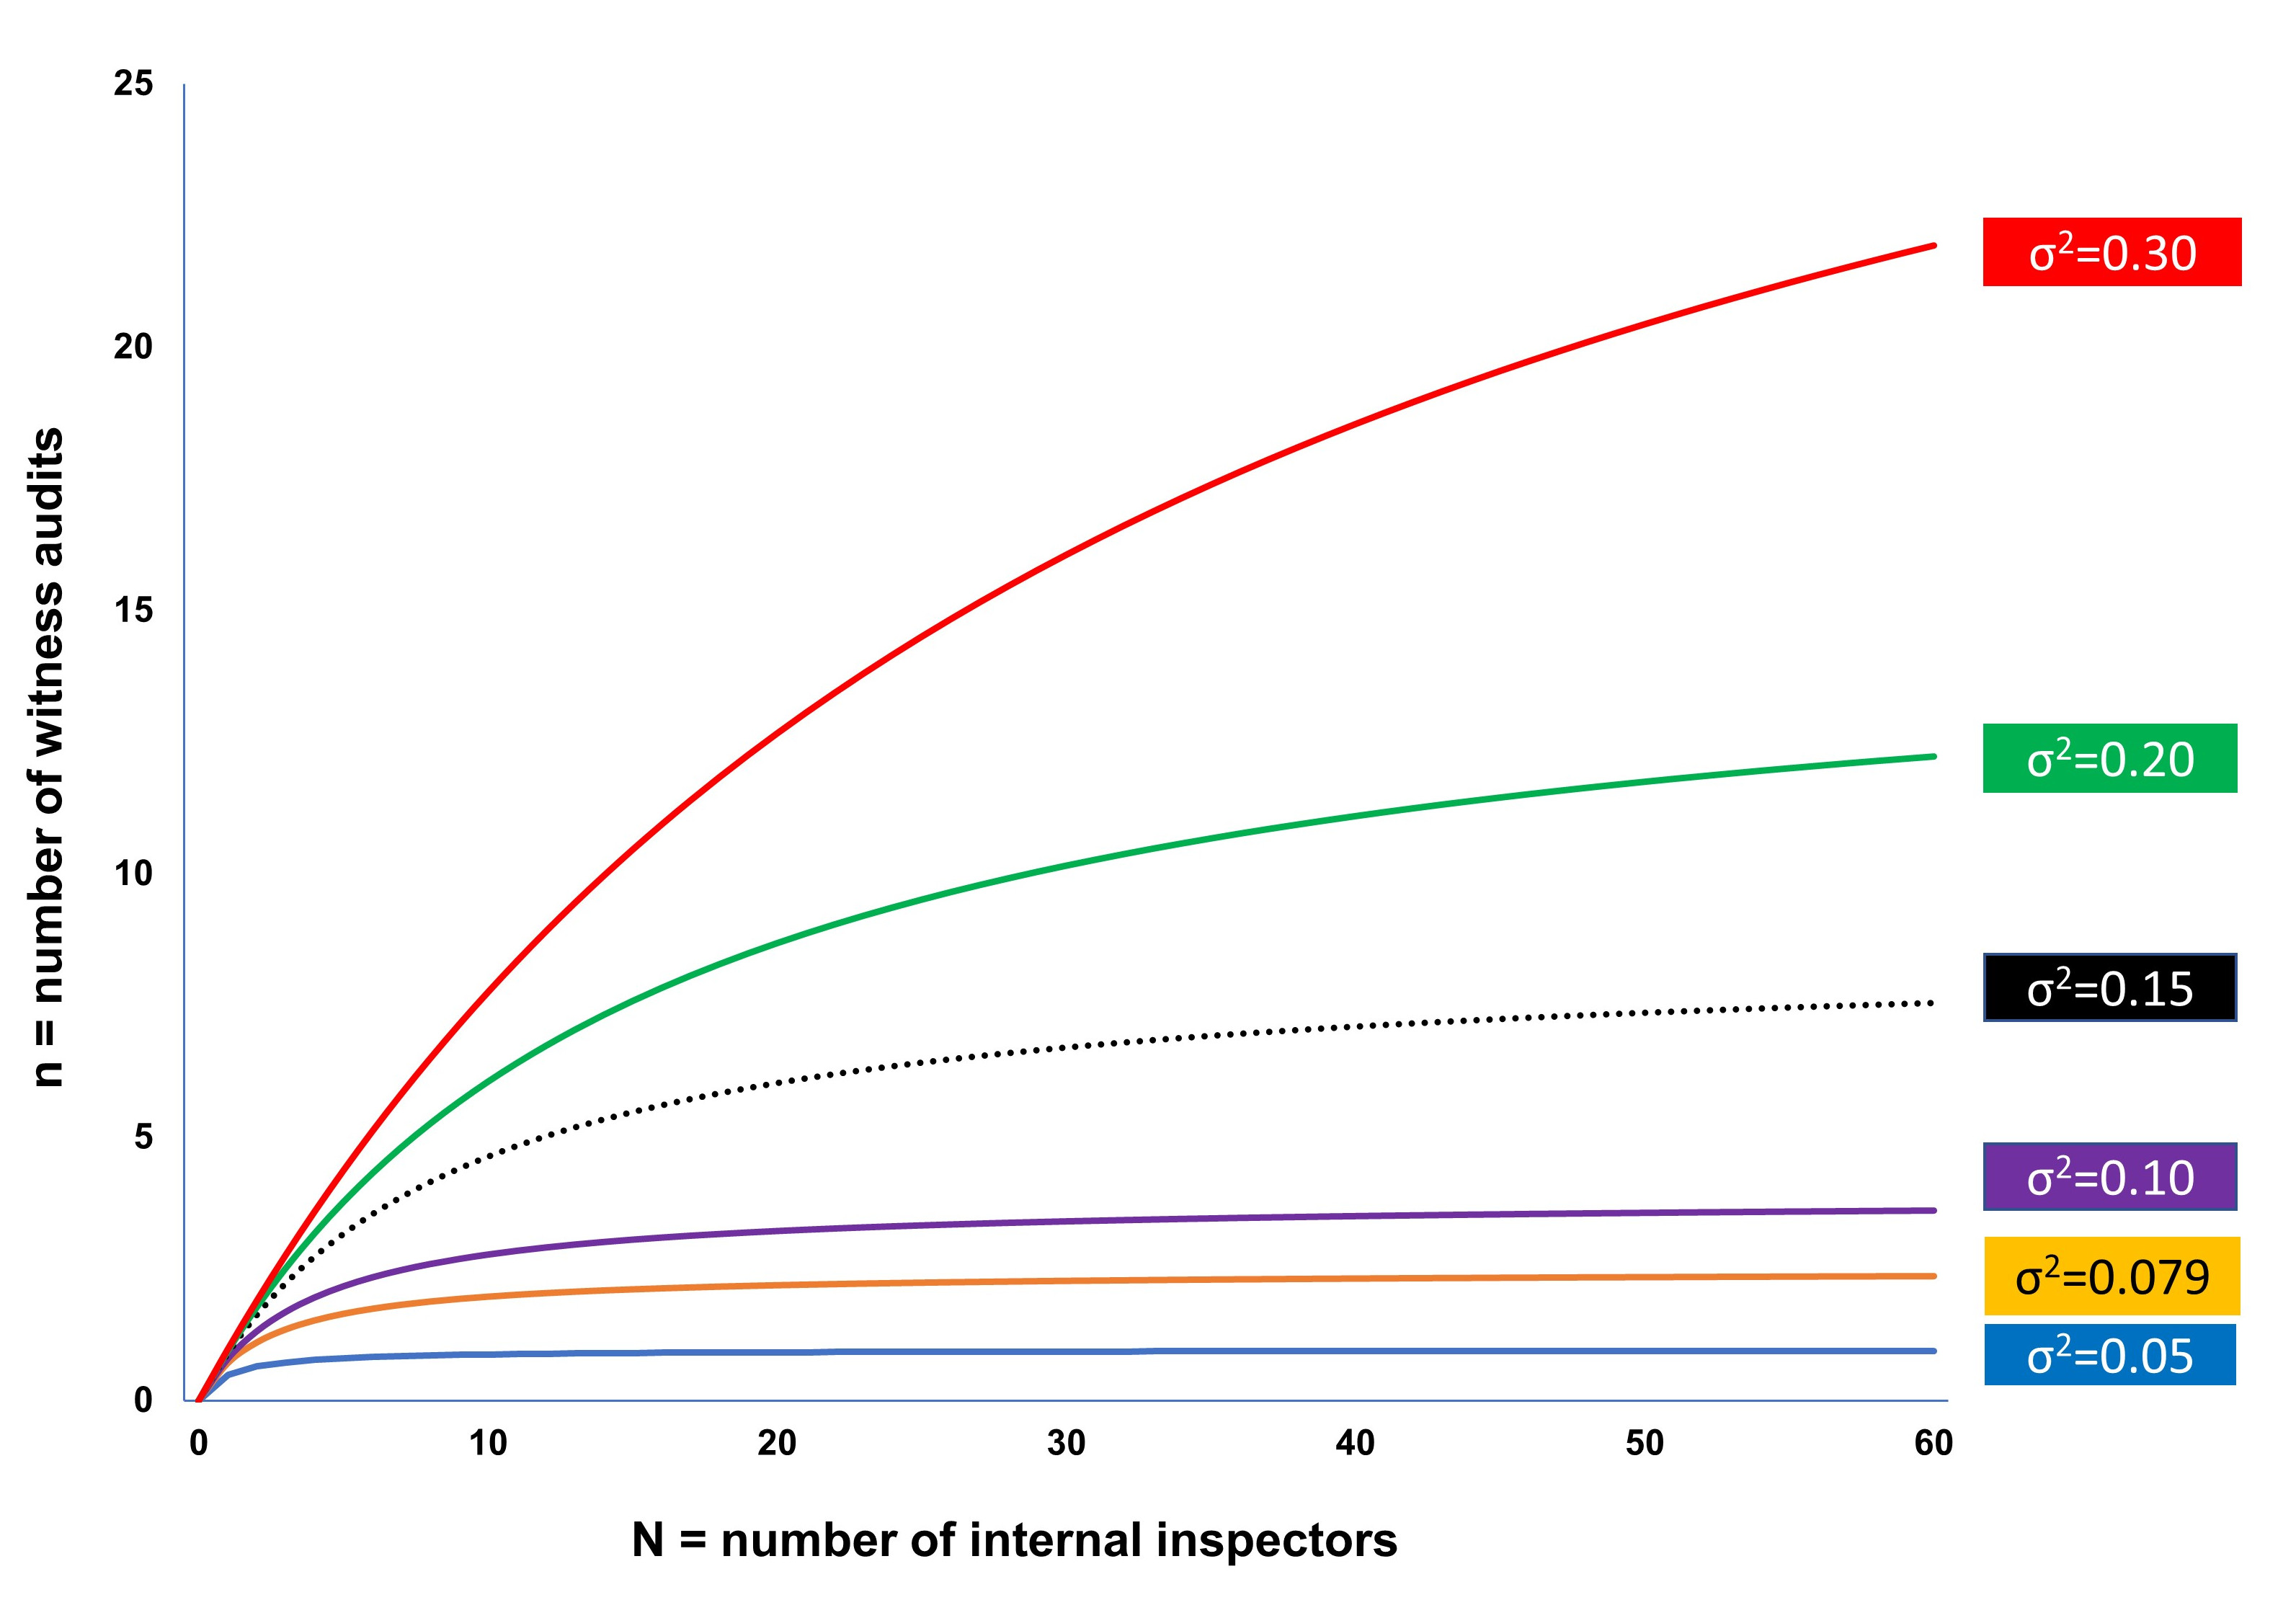 25
20
15
10
5
0
n = number of witness audits
0 10 20 30 40 50 60
N = number of internal inspectors
σ²=0.30
σ²=0.20
σ²=0.15
σ²=0.10
σ²=0.079
σ²=0.05